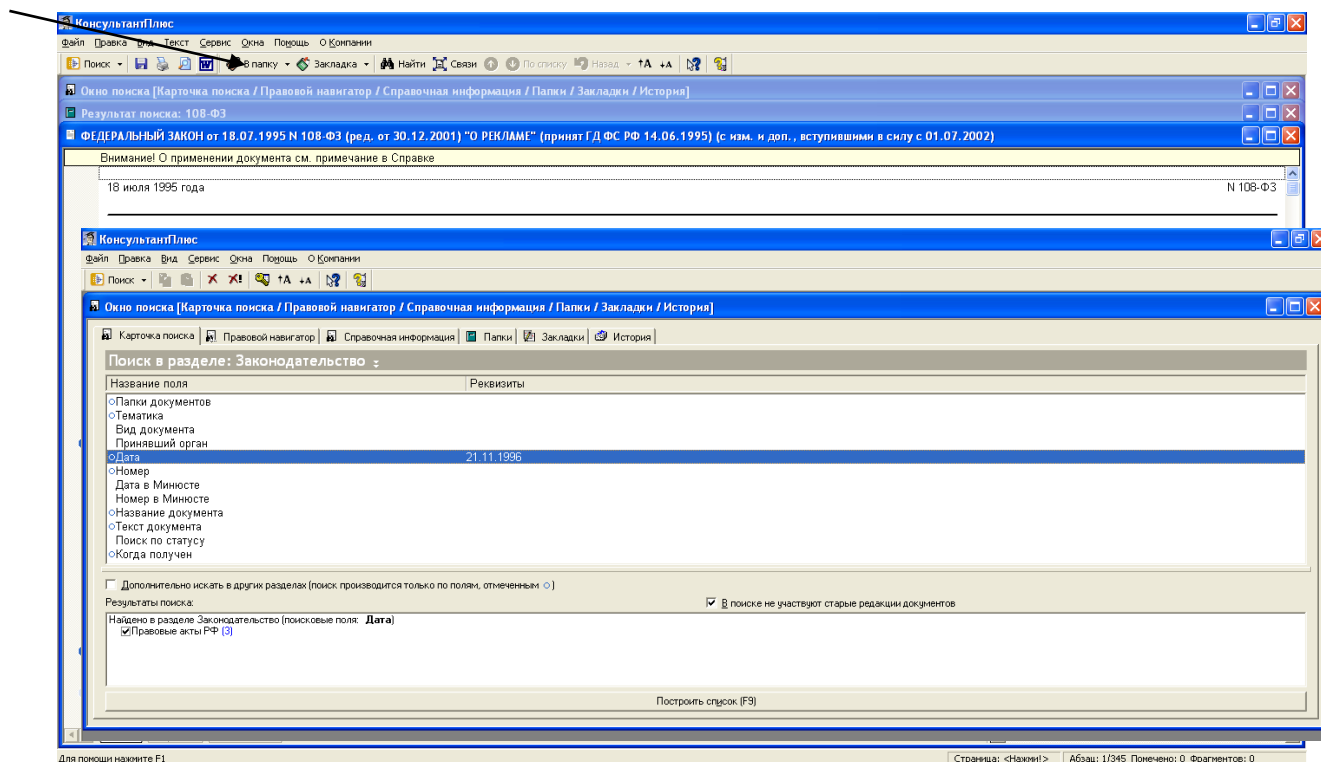 КонсультантПлюс
Файл Правка Вид Текст Сервис Окна Помощь О Компании
Поиск В папку Закладка Найти Связи По списку Назад
Окно поиска [Карточка поиска / Правовой навигатор / Справочная информация / Папки / Закладки / История]
Результат поиска: 108-ФЗ
ФЕДЕРАЛЬНЫЙ ЗАКОН от 18.07.1995 N 108-ФЗ (ред. от 30.12.2001) "О РЕКЛАМЕ" (принят ГД ФС РФ 14.06.1995) (с изм. и доп., вступившими в силу с 01.07.2002)
Внимание! О применении документа см. примечание в Справке
18 июля 1995 года N 108-ФЗ
КонсультантПлюс
Файл Правка Вид Сервис Окна Помощь О Компании
Поиск
Окно поиска [Карточка поиска / Правовой навигатор / Справочная информация / Папки / Закладки / История]
Карточка поиска Правовой навигатор Справочная информация Папки Закладки История
Поиск в разделе: Законодательство
Название поля Реквизиты
Папки документов
Тематика
Вид документа
Принявший орган
Дата 21.11.1996
Номер
Дата в Минюсте
Номер в Минюсте
Название документа
Текст документа
Поиск по статусу
Когда получен
Дополнительно искать в других разделах (поиск производится только по полям, отмеченным )
Результаты поиска: В поиске не участвуют старые редакции документов
Найдено в разделе Законодательство (поисковые поля: Дата)
Правовые акты РФ (3)
Построить список (F9)
Для помощи нажмите F1 Страница: <Нажми!> Абзац: 1/345 Помечено: 0 Фрагментов: 0